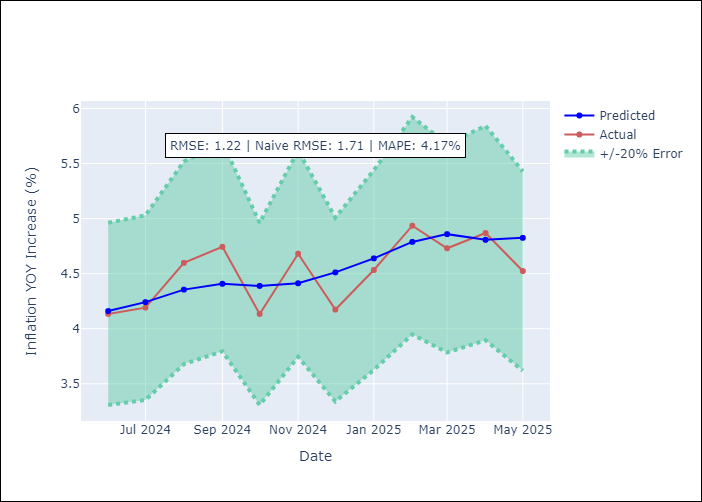 RMSE: 1.22 | Naive RMSE: 1.71 | MAPE: 4.17%
Predicted
Actual
+/-20% Error
Inflation YOY Increase (%)
6
5.5
5
4.5
4
3.5
Jul 2024
Sep 2024
Nov 2024
Jan 2025
Mar 2025
May 2025
Date